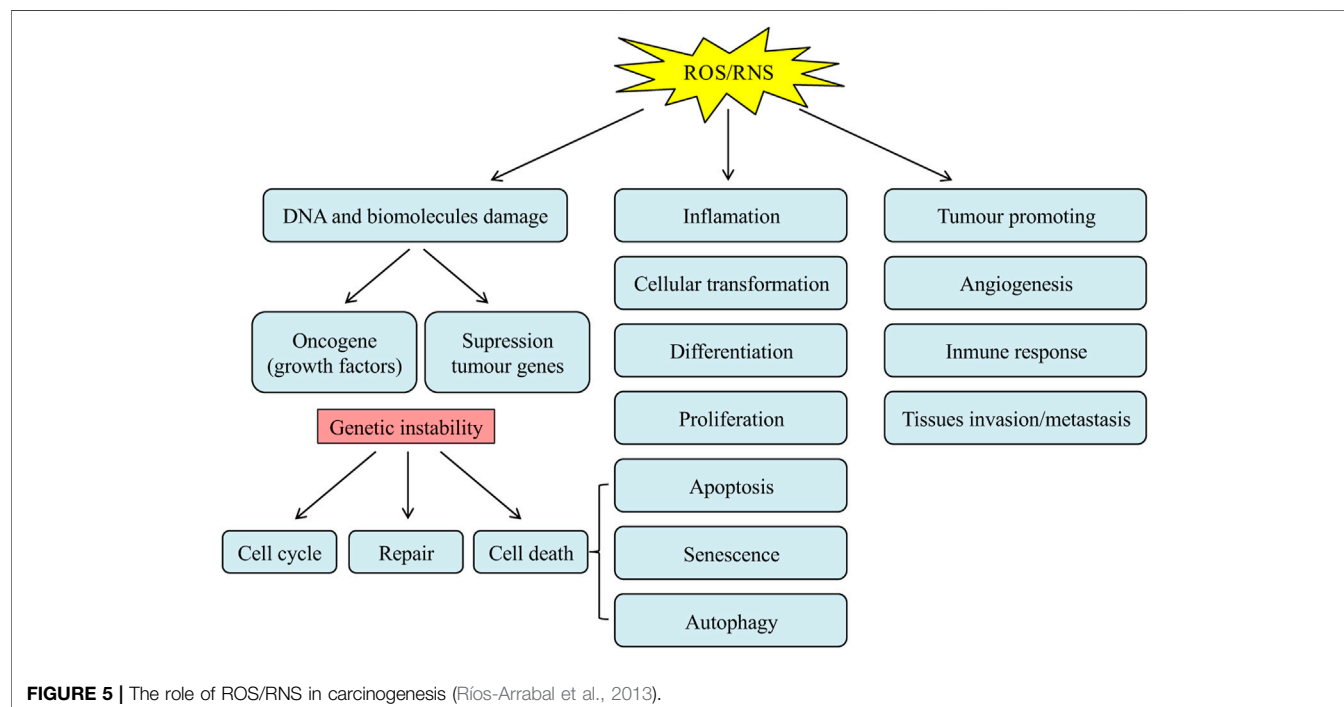 ROS/RNS
DNA and biomolecules damage
Inflamation
Tumour promoting
Cellular transformation
Angiogenesis
Oncogene
(growth factors)
Supression
tumour genes
Differentiation
Inmune response
Genetic instability
Proliferation
Tissues invasion/metastasis
Apoptosis
Cell cycle
Repair
Cell death
Senescence
Autophagy
FIGURE 5 | The role of ROS/RNS in carcinogenesis (Ríos-Arrabal et al., 2013).